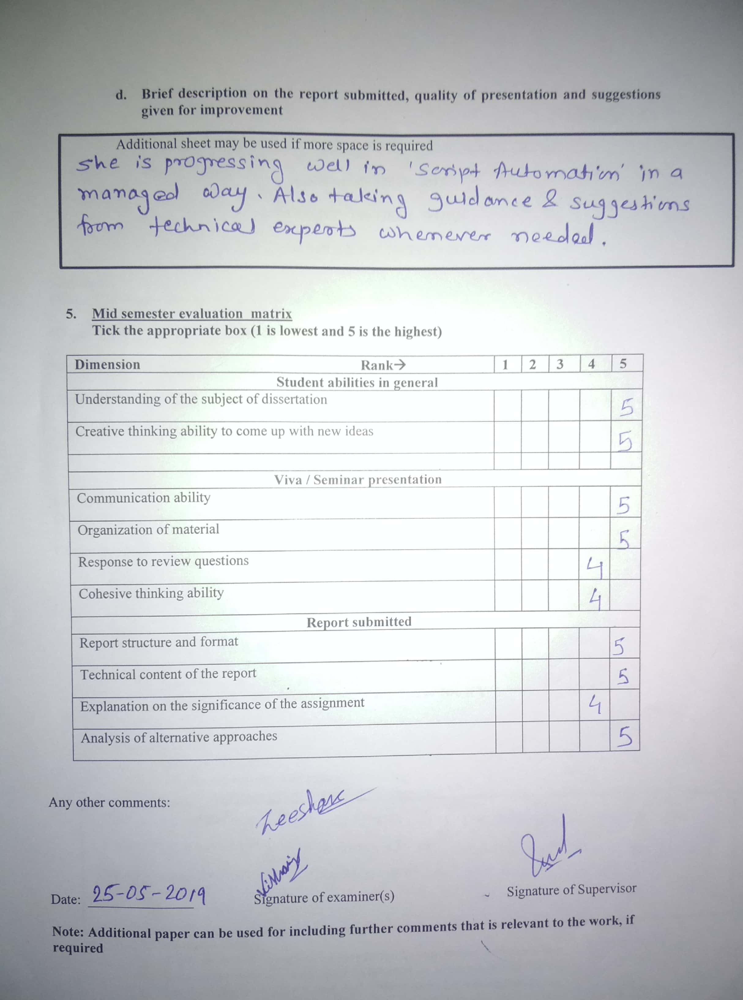 d. Brief description on the report submitted, quality of presentation and suggestions
given for improvement
Additional sheet may be used if more space is required
She is progressing well in 'Script Automation' in a
managed way. Also taking guidance & suggestions
from technical experts whenever needed.
5. Mid semester evaluation matrix
Tick the appropriate box (1 is lowest and 5 is the highest)
Dimension Rank→ 1 2 3 4 5
Student abilities in general
Understanding of the subject of dissertation 5
Creative thinking ability to come up with new ideas 5
Viva / Seminar presentation
Communication ability 5
Organization of material 5
Response to review questions 4
Cohesive thinking ability 4
Report submitted
Report structure and format 5
Technical content of the report 5
Explanation on the significance of the assignment 4
Analysis of alternative approaches 5
Any other comments:
Date: 25-05-2019 Signature of examiner(s) Signature of Supervisor
Note: Additional paper can be used for including further comments that is relevant to the work, if
required